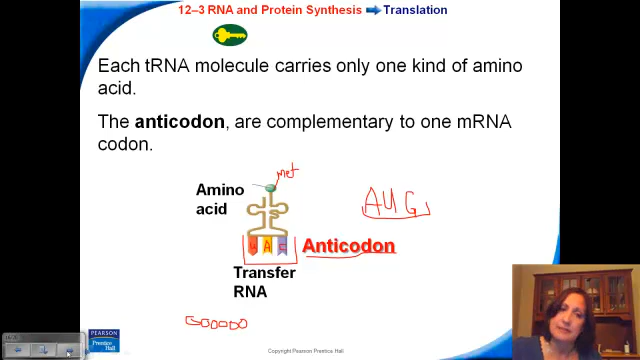 12–3 RNA and Protein Synthesis Translation
Each tRNA molecule carries only one kind of amino
acid.
The anticodon, are complementary to one mRNA
codon.
met
Amino
acid
AUG
U A C
Anticodon
Transfer
RNA
PEARSON
Prentice
Hall
Copyright Pearson Prentice Hall